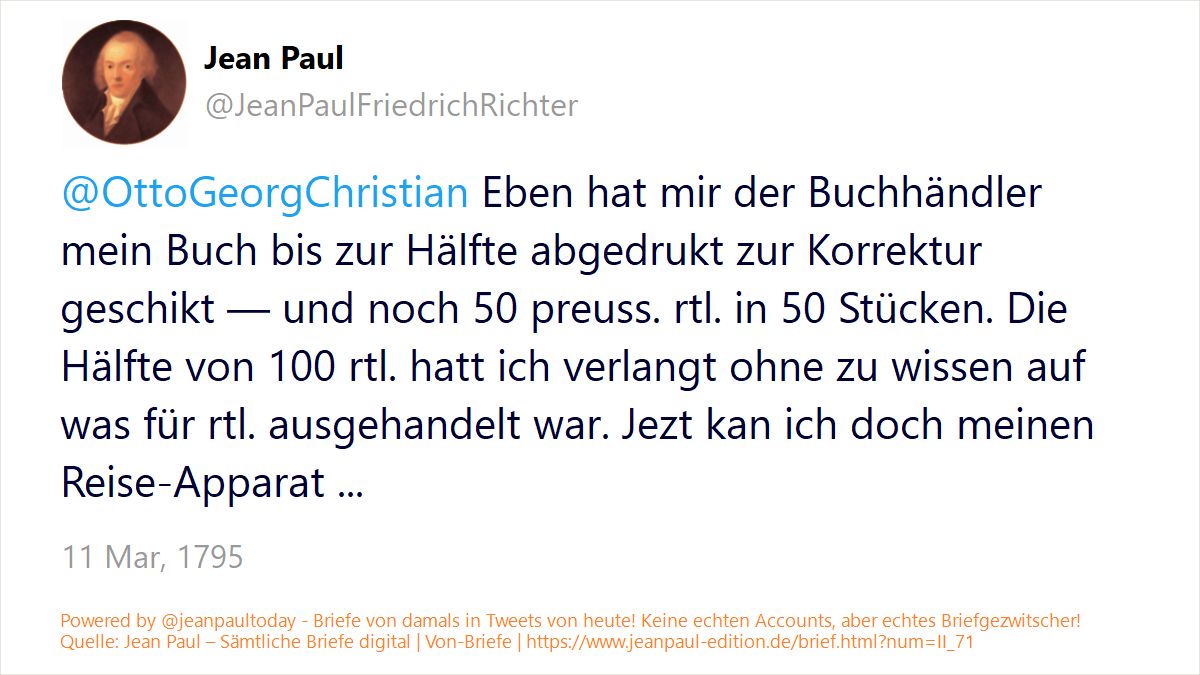 Jean Paul
@JeanPaulFriedrichRichter
@OttoGeorgChristian Eben hat mir der Buchhändler
mein Buch bis zur Hälfte abgedrukt zur Korrektur
geschikt — und noch 50 preuss. rtl. in 50 Stücken. Die
Hälfte von 100 rtl. hatt ich verlangt ohne zu wissen auf
was für rtl. ausgehandelt war. Jezt kan ich doch meinen
Reise-Apparat ...
11 Mar, 1795
Powered by @jeanpaultoday - Briefe von damals in Tweets von heute! Keine echten Accounts, aber echtes Briefgezwitscher!
Quelle: Jean Paul – Sämtliche Briefe digital | Von-Briefe | https://www.jeanpaul-edition.de/brief.html?num=II_71